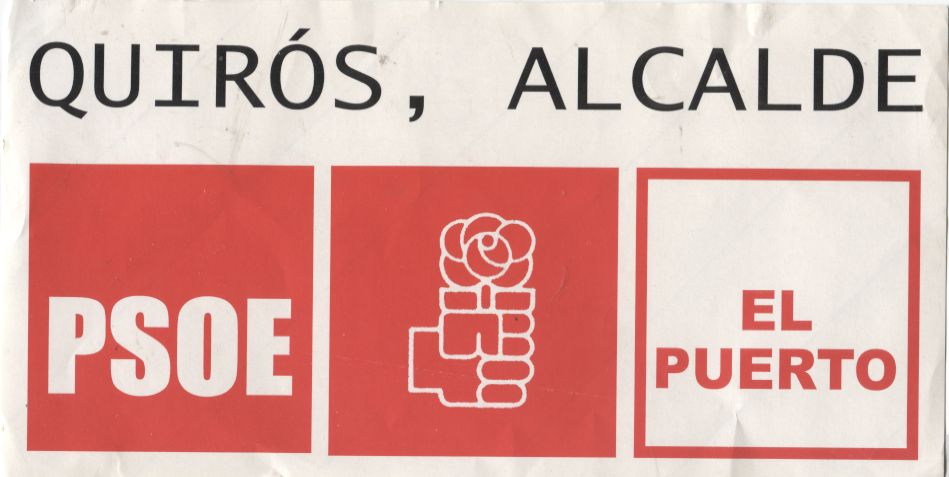 QUIRÓS, ALCALDE
PSOE
EL
PUERTO